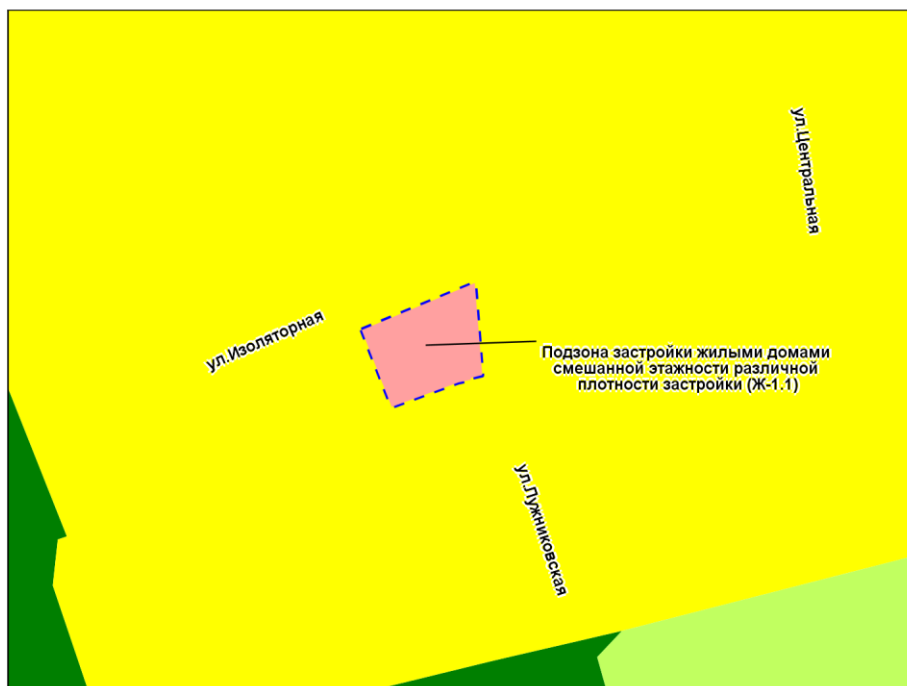 ул.Центральная
ул.Изоляторная
Подзона застройки жилыми домами
смешанной этажности различной
плотности застройки (Ж-1.1)
ул.Лужниковская